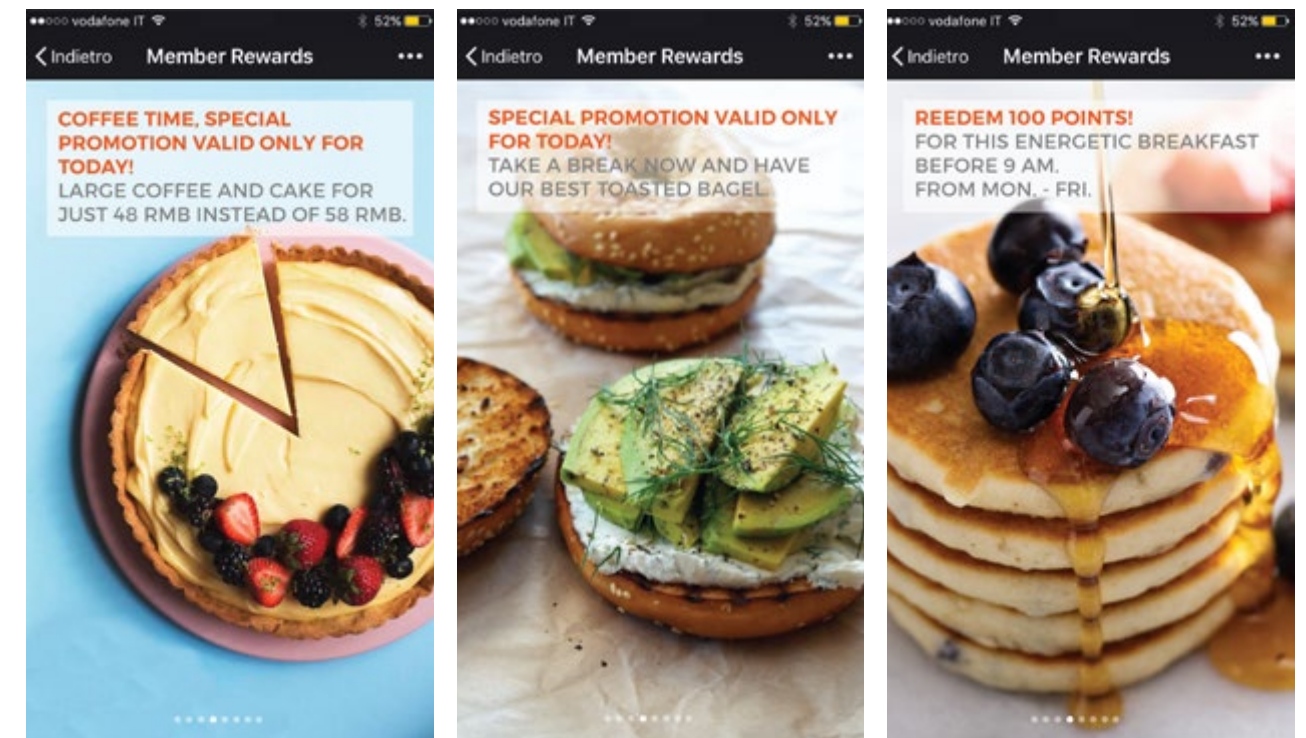 vodafone IT
52%
Indietro
Member Rewards
COFFEE TIME, SPECIAL
PROMOTION VALID ONLY FOR
TODAY!
LARGE COFFEE AND CAKE FOR
JUST 48 RMB INSTEAD OF 58 RMB.
vodafone IT
52%
Indietro
Member Rewards
SPECIAL PROMOTION VALID ONLY
FOR TODAY!
TAKE A BREAK NOW AND HAVE
OUR BEST TOASTED BAGEL.
vodafone IT
52%
Indietro
Member Rewards
REEDEM 100 POINTS!
FOR THIS ENERGETIC BREAKFAST
BEFORE 9 AM.
FROM MON. - FRI.